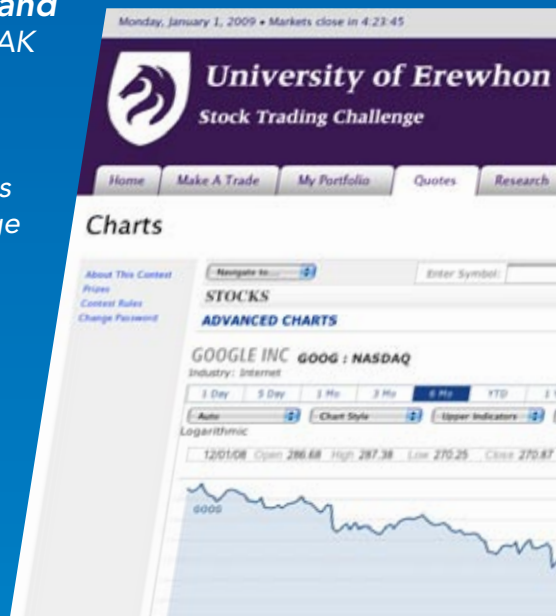 and
AK
s
ge
Monday, January 1, 2009 • Markets close in 4:23:45
University of Erewhon
Stock Trading Challenge
Home Make A Trade My Portfolio Quotes Research
Charts
About This Contest
Prizes
Contest Rules
Change Password
Navigate to... Enter Symbol:
STOCKS
ADVANCED CHARTS
GOOGLE INC GOOG : NASDAQ
Industry: Internet
1 Day 5 Day 1 Mo 3 Mo 6 Mo YTD 1
Auto Chart Style Upper Indicators
Logarithmic
12/01/08 Open 286.68 High 287.38 Low 270.25 Close 270.87
GOOG